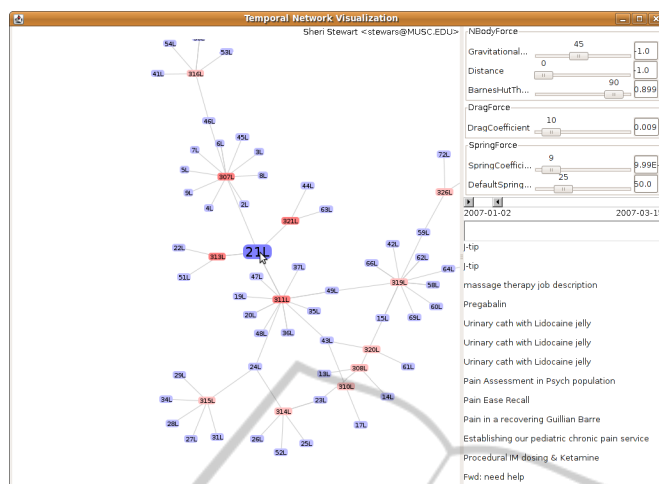 Temporal Network Visualization
Sheri Stewart <stewars@MUSC.EDU>
NBodyForce
Gravitational... 45 -1.0
Distance 0 -1.0
BarnesHutTh... 90 0.899
DragForce
DragCoefficient 10 0.009
SpringForce
SpringCoeffici... 9 9.99E-
DefaultSpring... 25 50.0
2007-01-02 2007-03-15
J-tip
J-tip
massage therapy job description
Pregabalin
Urinary cath with Lidocaine jelly
Urinary cath with Lidocaine jelly
Urinary cath with Lidocaine jelly
Pain Assessment in Psych population
Pain Ease Recall
Pain in a recovering Guillian Barre
Establishing our pediatric chronic pain service
Procedural IM dosing & Ketamine
Fwd: need help
54L
53L
41L
316L
46L
6L
45L
7L
3L
5L
307L
8L
9L
4L
2L
44L
63L
321L
72L
326L
59L
22L
313L
21L
51L
47L
37L
42L
62L
66L
64L
319L
58L
49L
19L
311L
35L
20L
60L
15L
69L
48L
36L
43L
320L
24L
308L
61L
13L
29L
310L
34L
315L
23L
14L
314L
28L
17L
27L
31L
26L
25L
52L